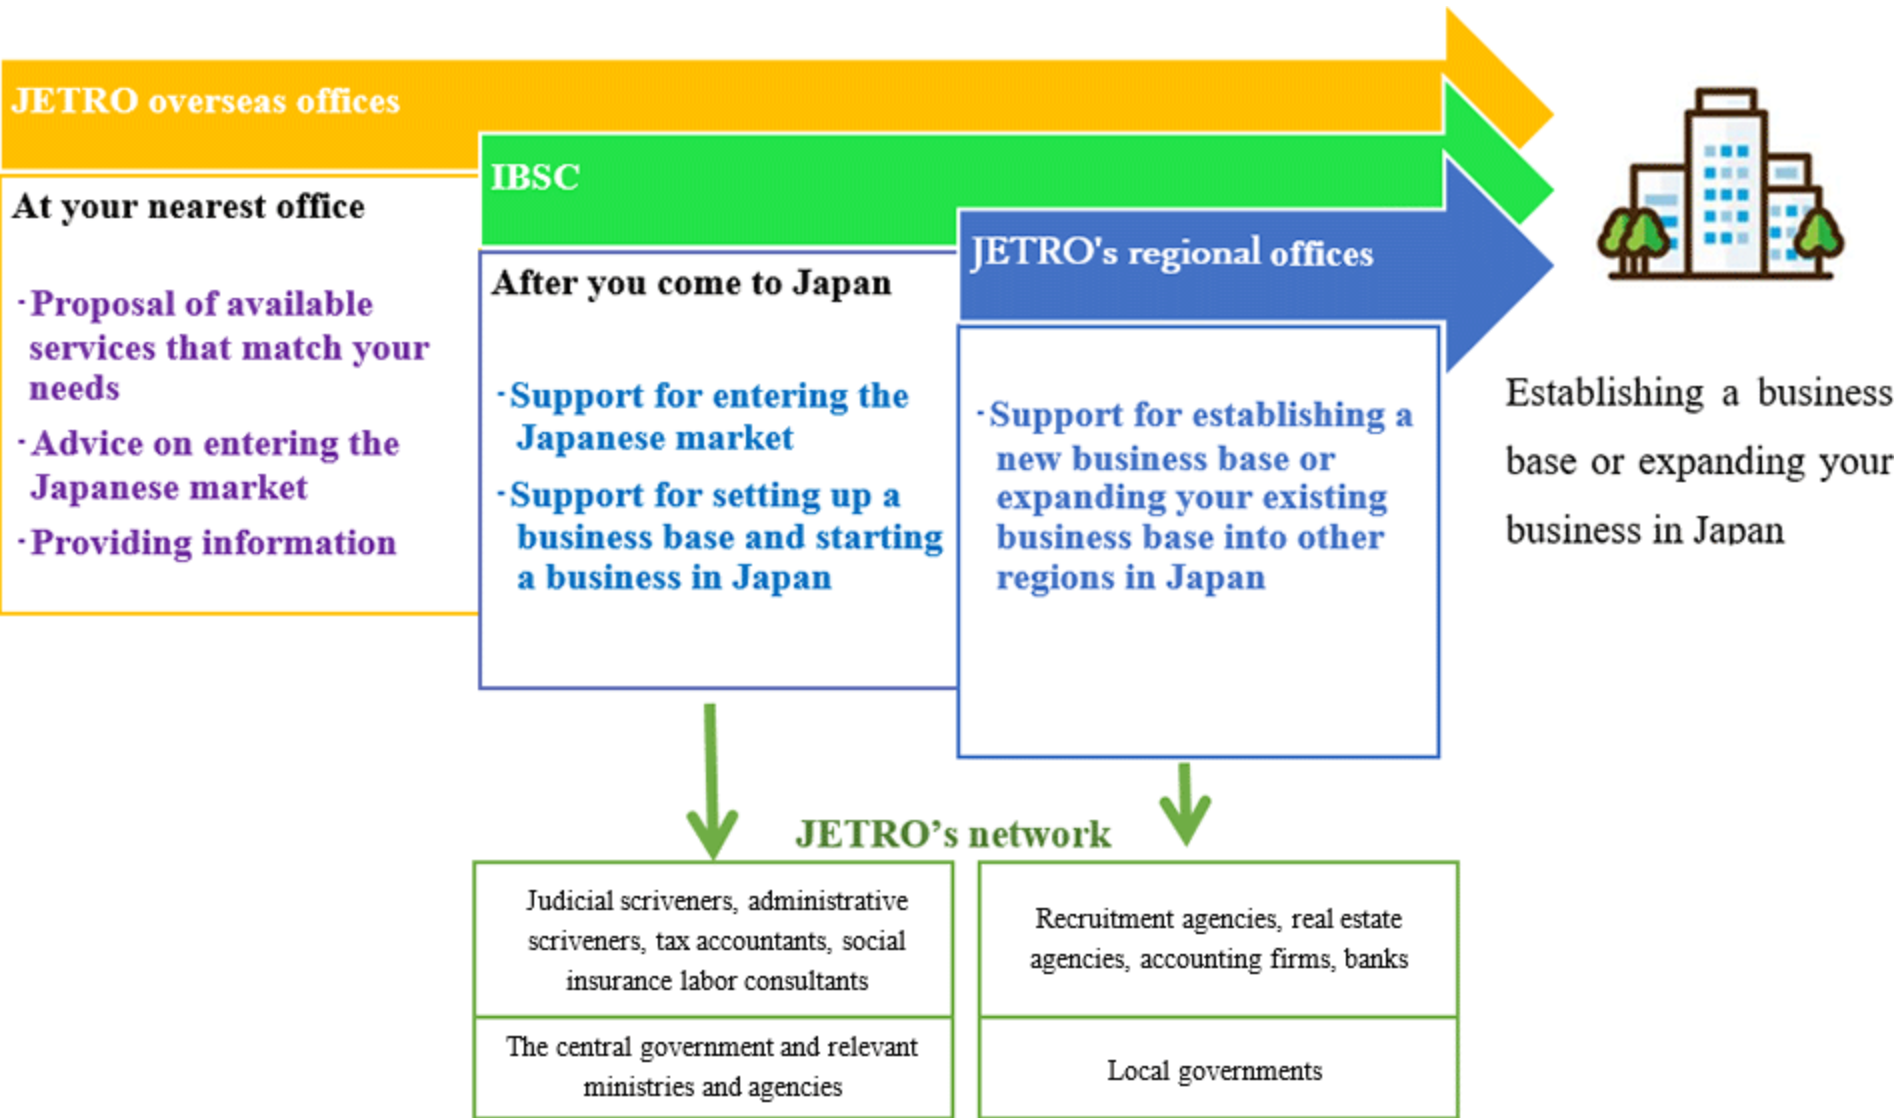 JETRO overseas offices
At your nearest office
·Proposal of available
services that match your
needs
·Advice on entering the
Japanese market
·Providing information
IBSC
After you come to Japan
·Support for entering the
Japanese market
·Support for setting up a
business base and starting
a business in Japan
JETRO's regional offices
·Support for establishing a
new business base or
expanding your existing
business base into other
regions in Japan
Establishing a business
base or expanding your
business in Japan
JETRO’s network
Judicial scriveners, administrative
scriveners, tax accountants, social
insurance labor consultants
The central government and relevant
ministries and agencies
Recruitment agencies, real estate
agencies, accounting firms, banks
Local governments